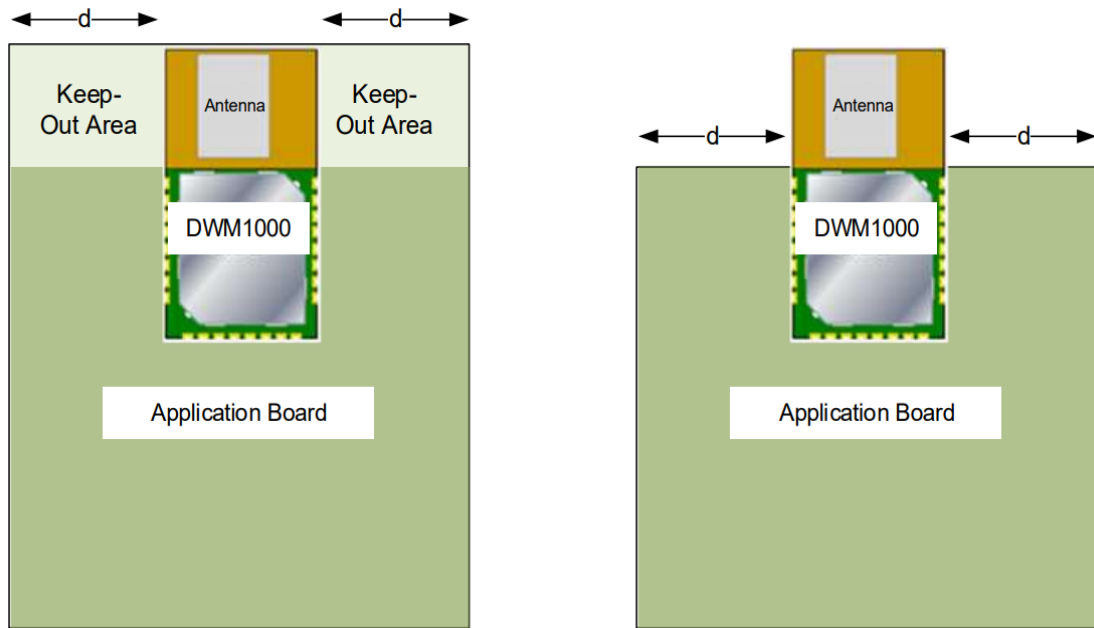 d
d
Keep-
Out Area
Antenna
Keep-
Out Area
DWM1000
Application Board
Antenna
d
d
DWM1000
Application Board